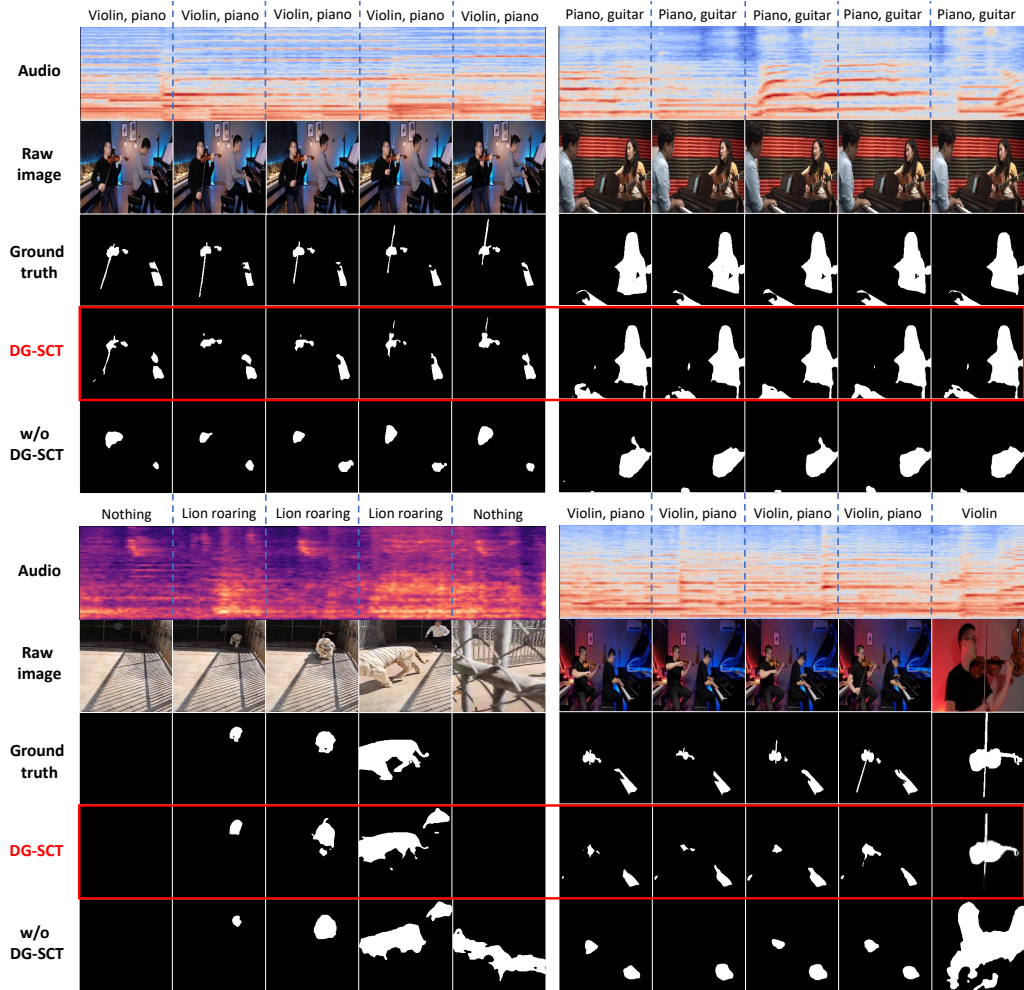 Violin, piano Violin, piano Violin, piano Violin, piano Violin, piano Piano, guitar Piano, guitar Piano, guitar Piano, guitar Piano, guitar
Audio
Raw
image
Ground
truth
DG-SCT
w/o
DG-SCT
Nothing Lion roaring Lion roaring Lion roaring Nothing Violin, piano Violin, piano Violin, piano Violin, piano Violin
Audio
Raw
image
Ground
truth
DG-SCT
w/o
DG-SCT